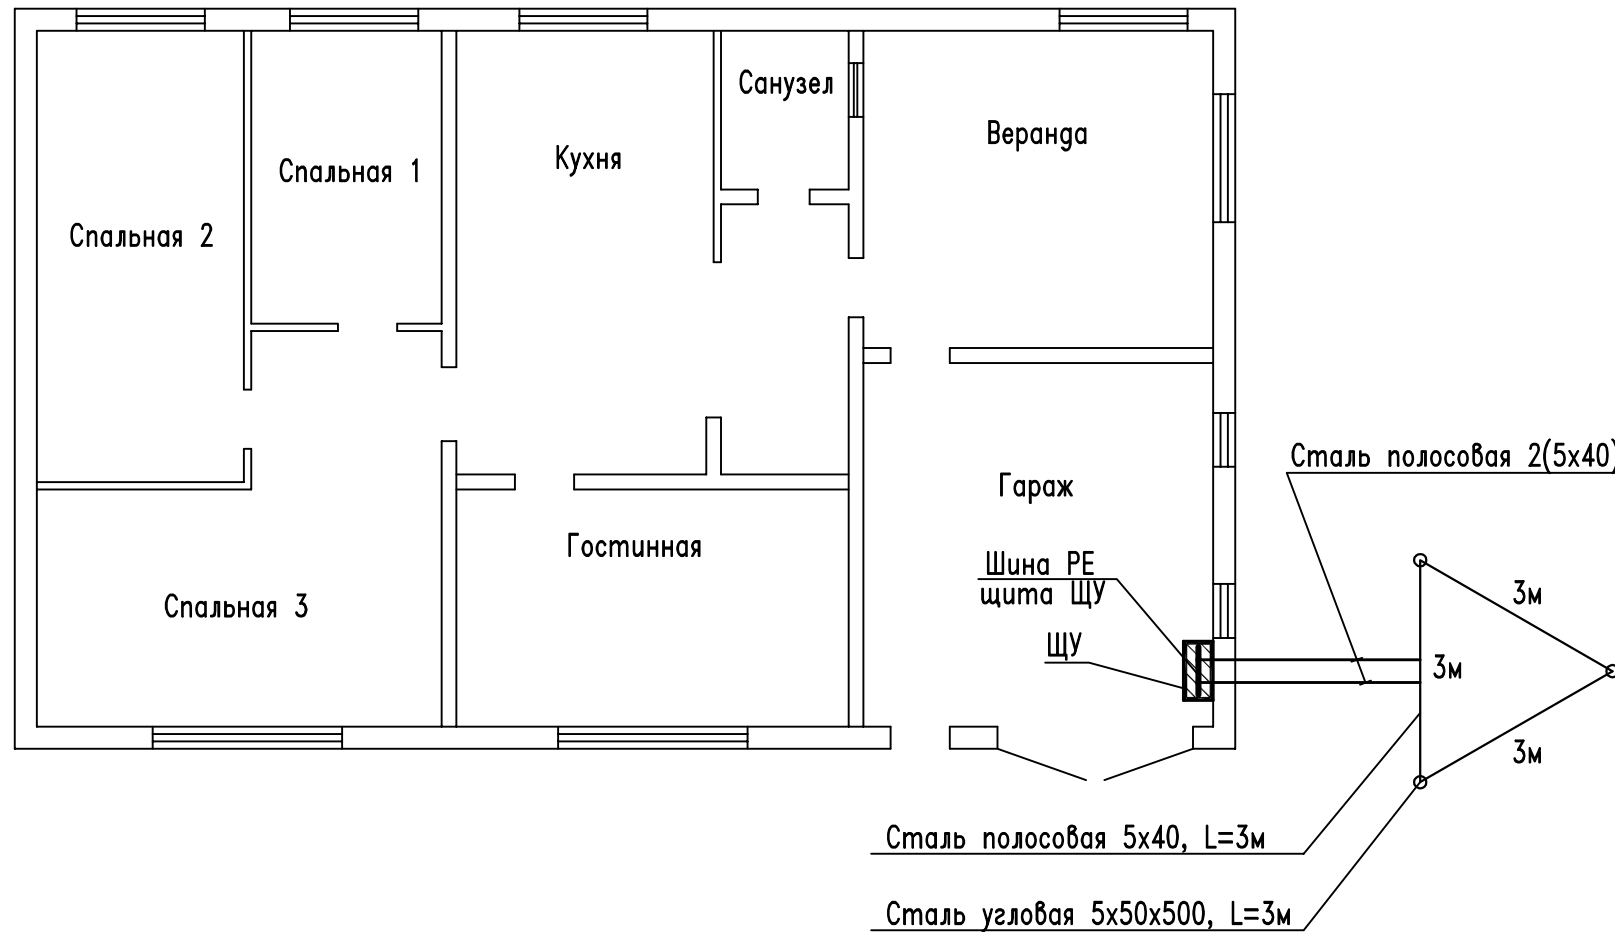 Санузел
Веранда
Кухня
Спальная 1
Спальная 2
Сталь полосовая 2(5х40)
Гараж
Гостинная
Шина РЕ
щита ЩУ
3м
Спальная 3
ЩУ
3м
3м
Сталь полосовая 5х40, L=3м
Сталь угловая 5х50х500, L=3м